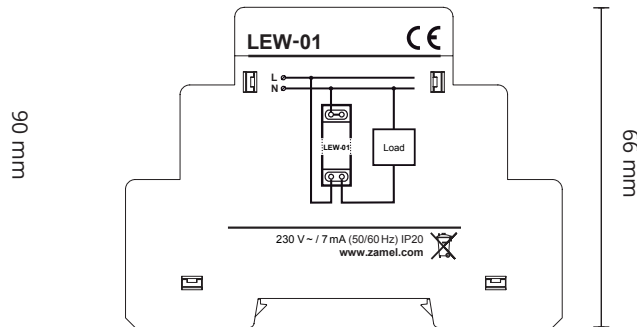 LEW-01 CE
L
N
LEW-01
Load
230 V~ / 7 mA (50/60 Hz) IP20
www.zamel.com
90 mm
66 mm